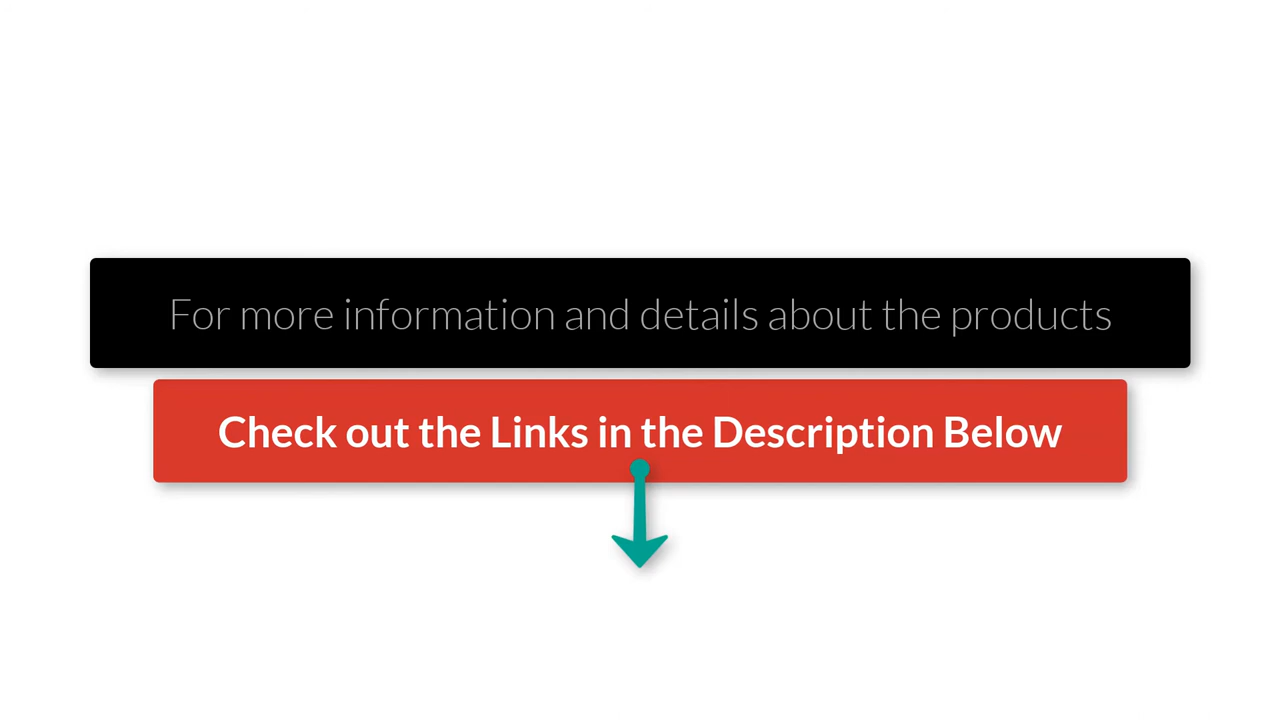 For more information and details about the products
Check out the Links in the Description Below